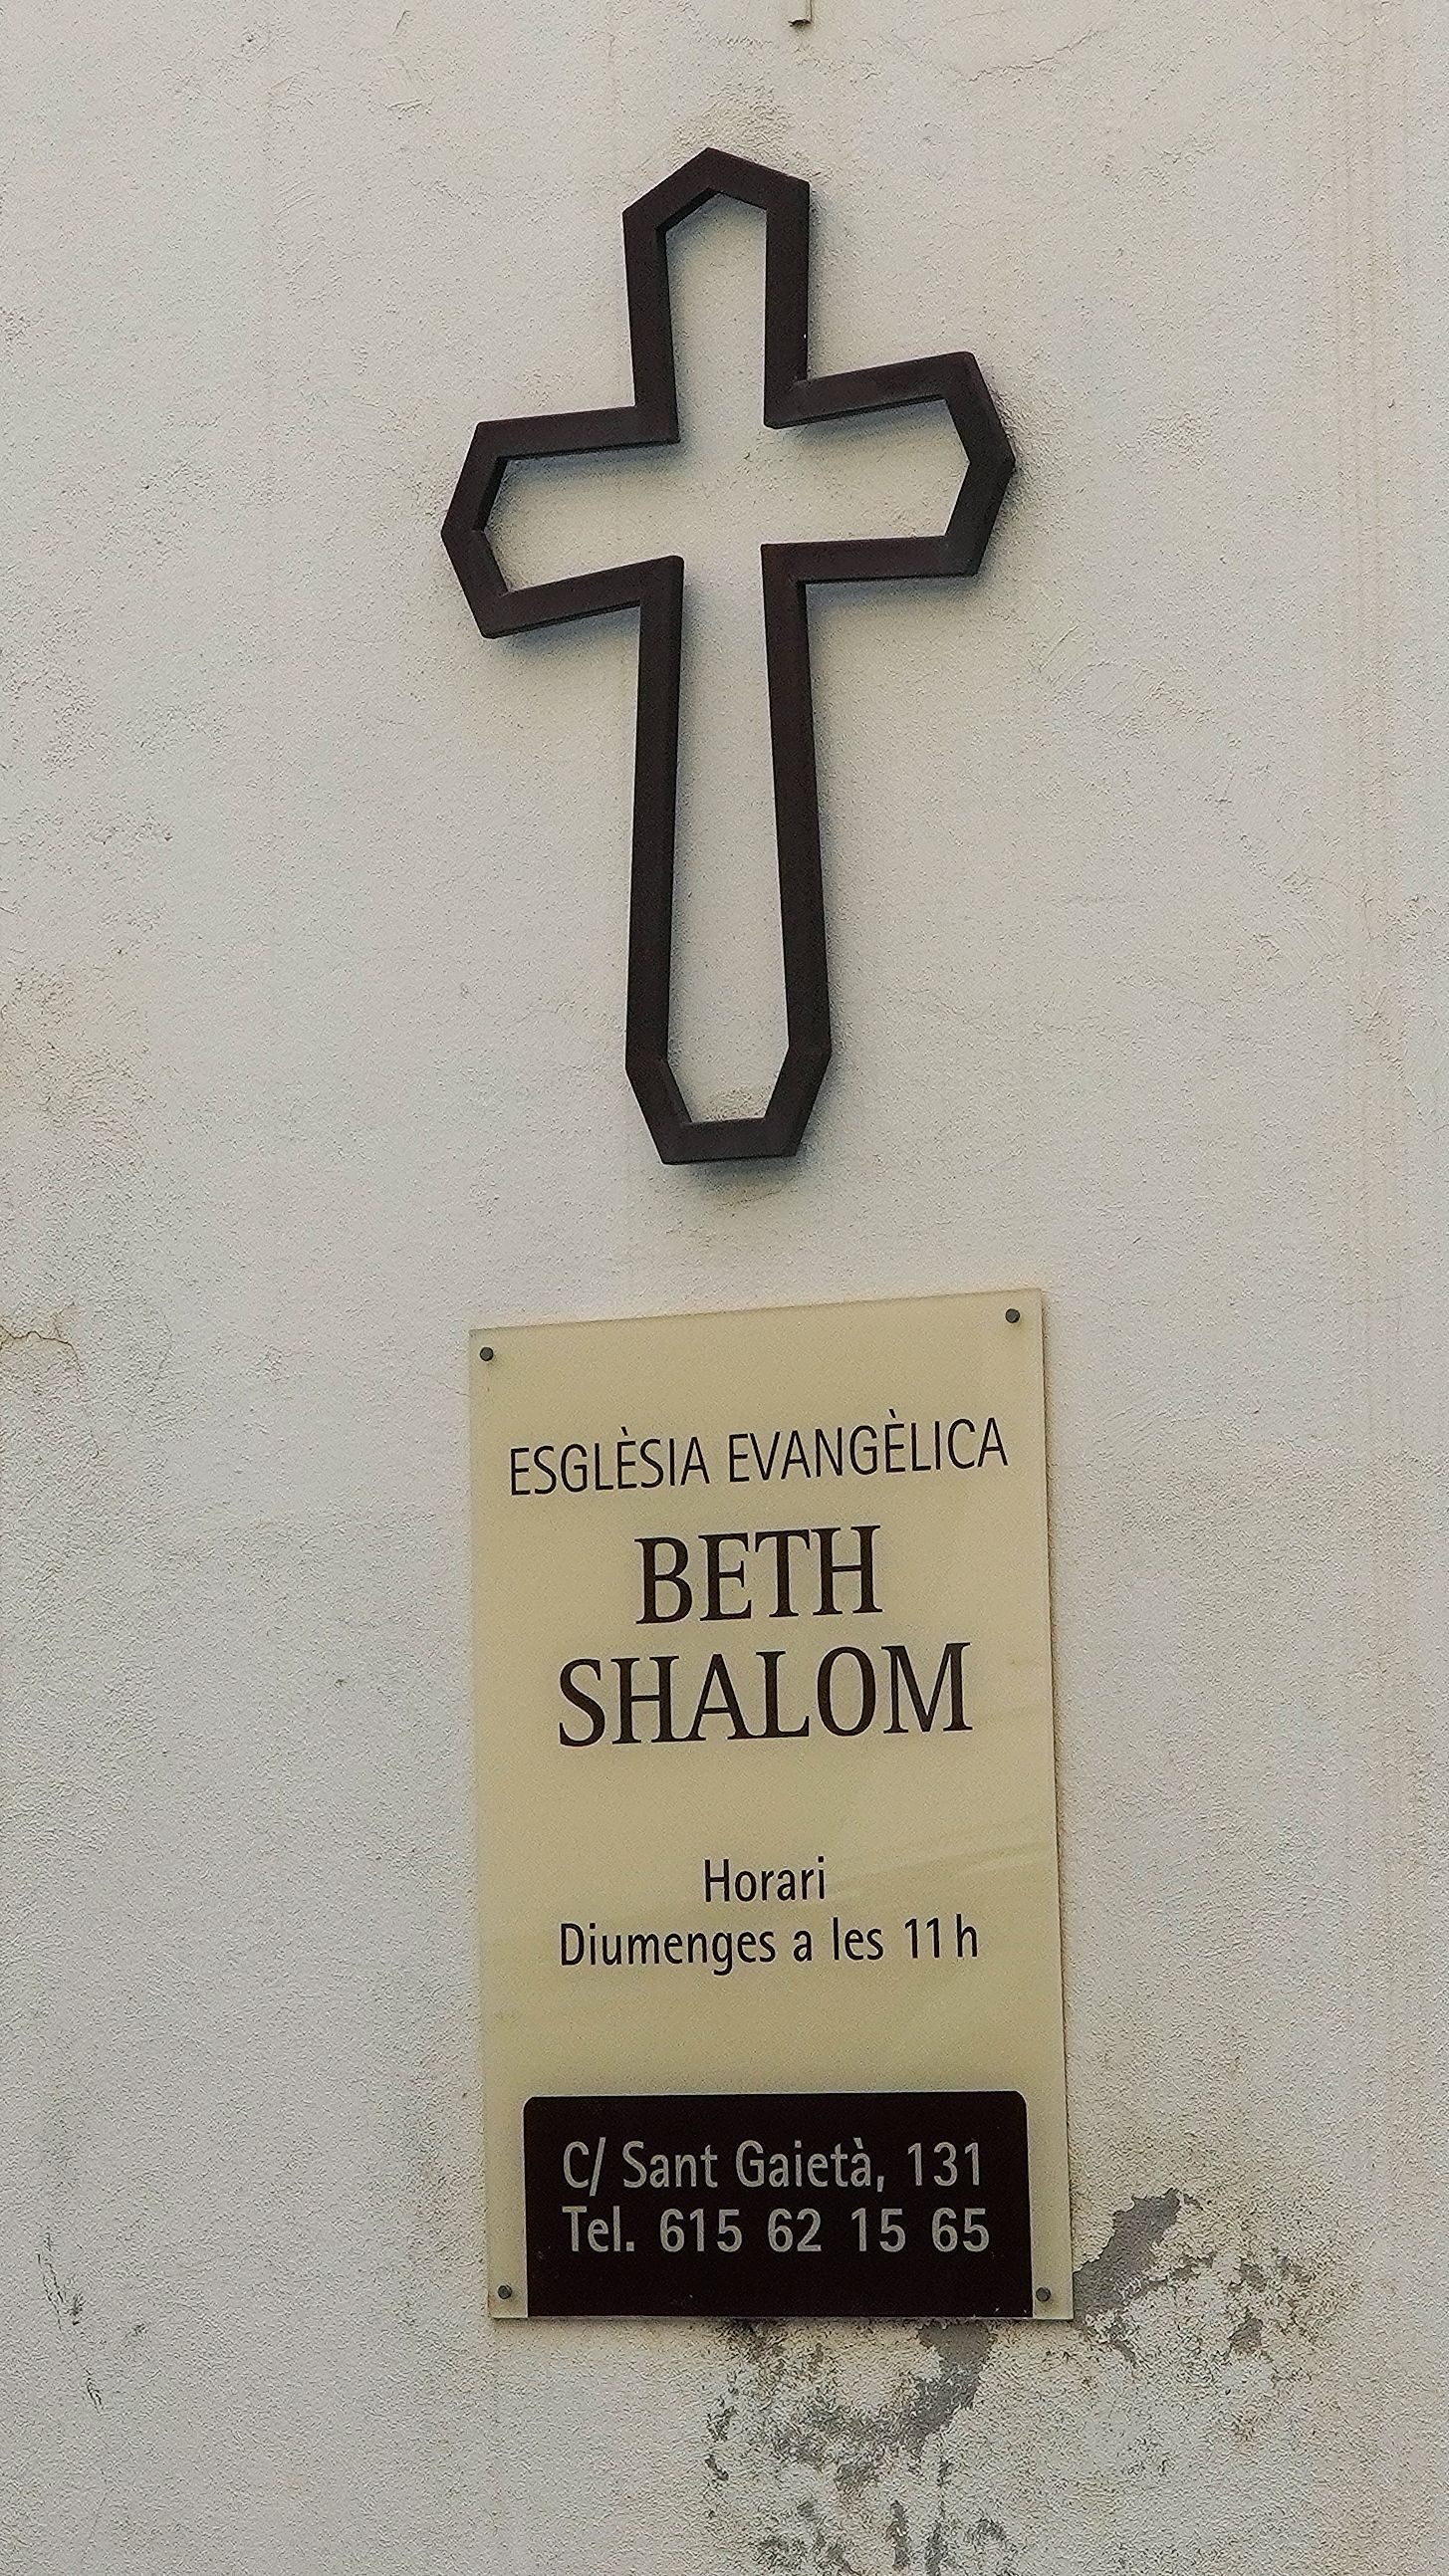 ESGLÈSIA EVANGÈLICA
BETH
SHALOM
Horari
Diumenges a les 11 h
C/ Sant Gaietà, 131
Tel. 615 62 15 65